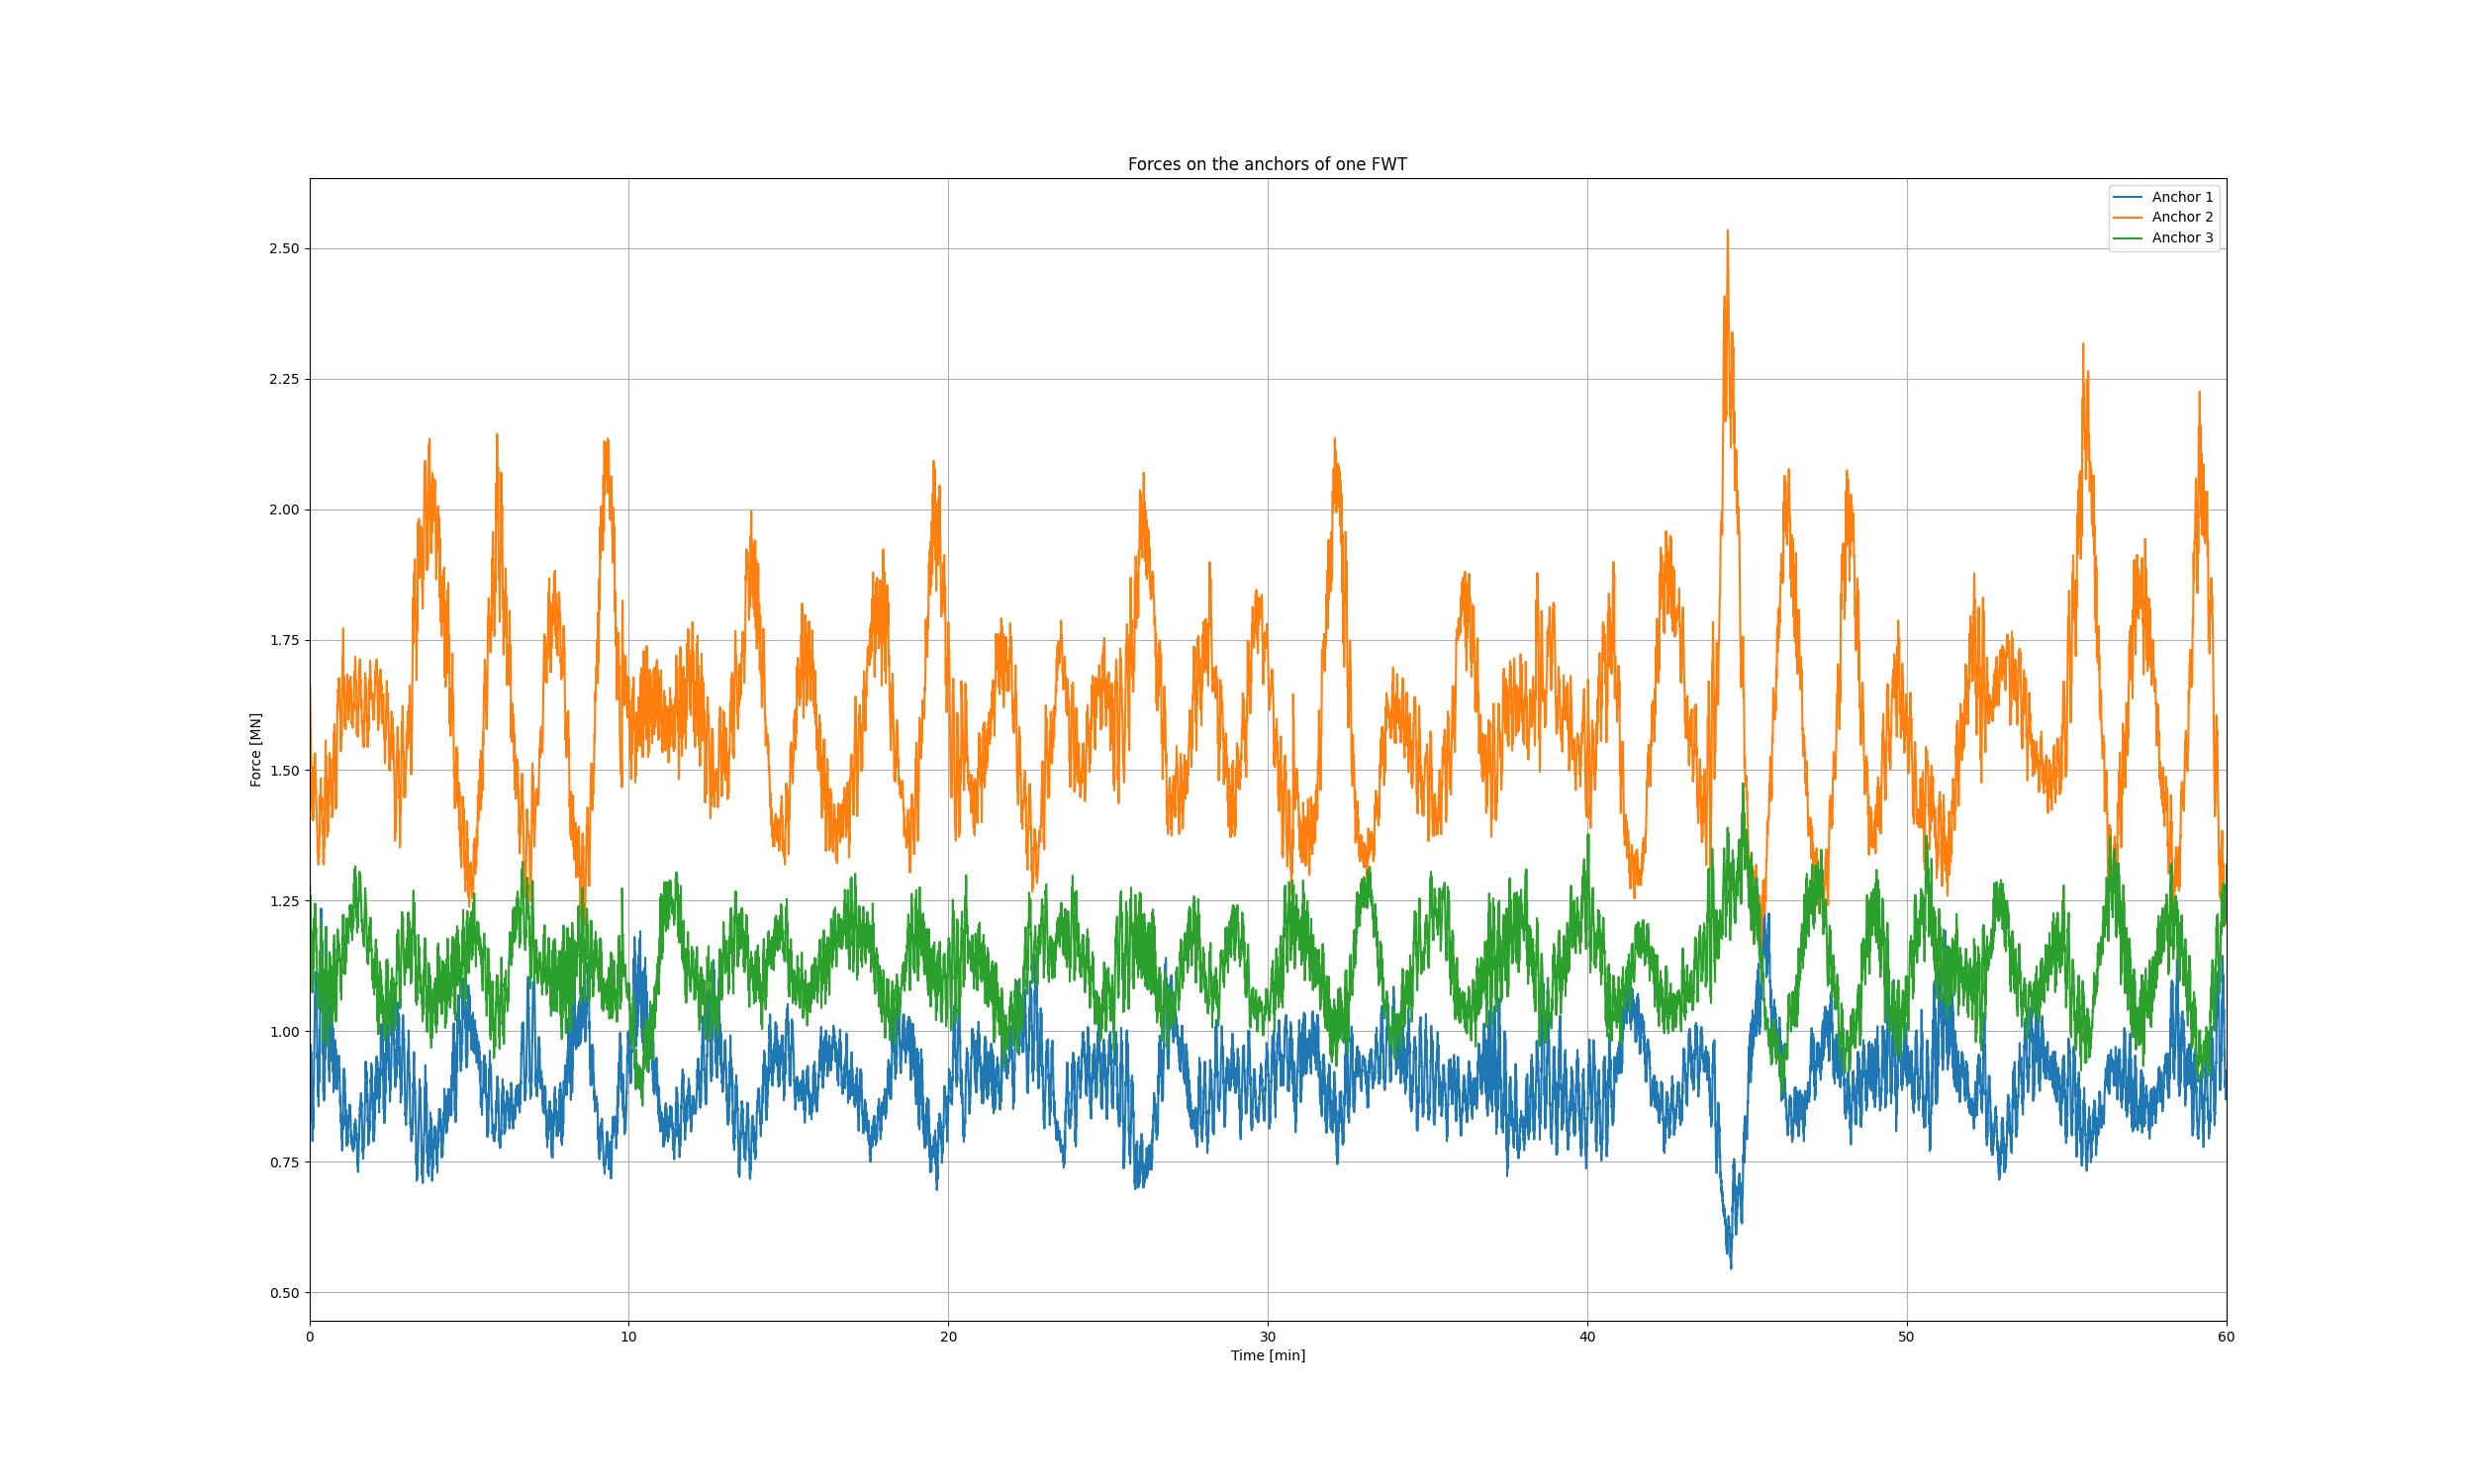 Forces on the anchors of one FWT
Anchor 1
Anchor 2
Anchor 3
Force [MN]
2.50
2.25
2.00
1.75
1.50
1.25
1.00
0.75
0.50
0 10 20 30 40 50 60
Time [min]